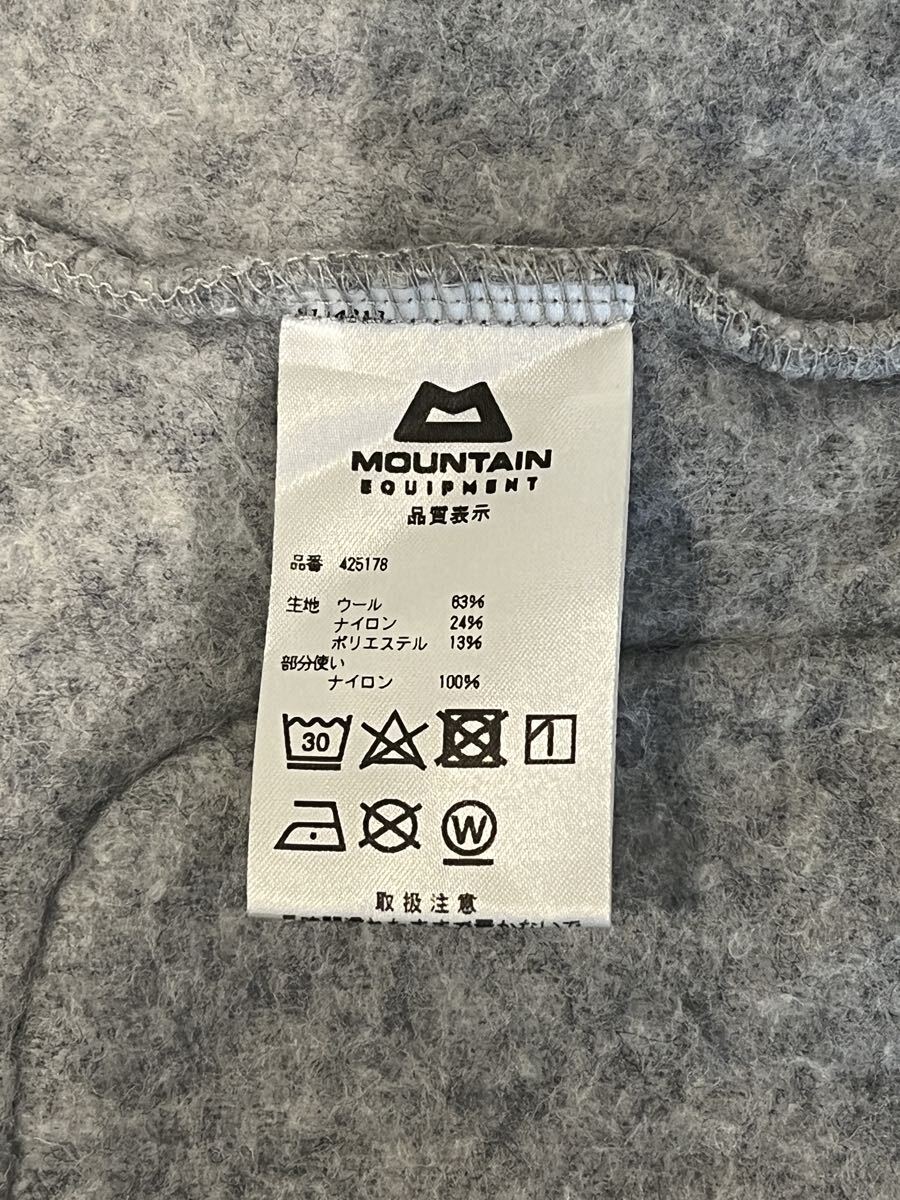 MOUNTAIN
EQUIPMENT
品質表示
品番 425178
生地 ウール 63%
ナイロン 24%
ポリエステル 13%
部分使い
ナイロン 100%
30
W
取扱注意